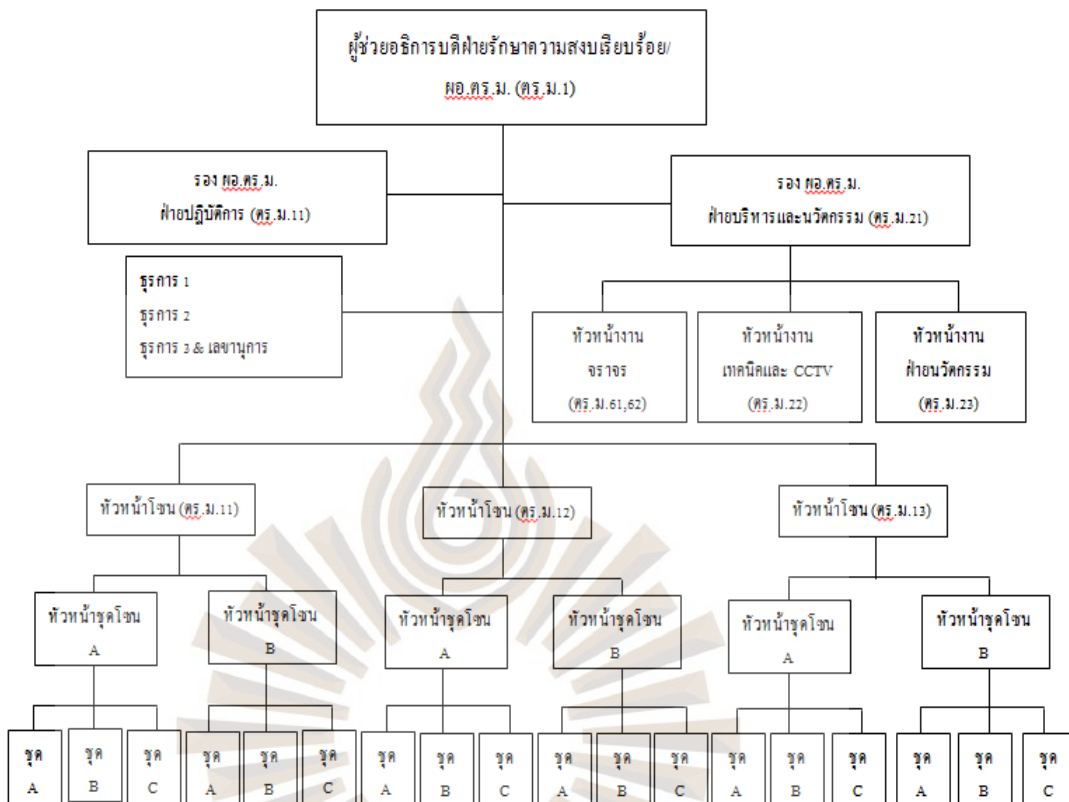 ผู้ช่วยอธิการบดีฝ่ายรักษาความสงบเรียบร้อย/
ผอ.ตร.ม. (ตร.ม.1)
รอง ผอ.ตร.ม.
ฝ่ายปฎิบัติการ (ตร.ม.11)
รอง ผอ.ตร.ม.
ฝ่ายบริหารและนวัตกรรม (ตร.ม.21)
ธุรการ 1
ธุรการ 2
ธุรการ 3 & เลขานุการ
หัวหน้างาน
จราจร
(ตร.ม.61,62)
หัวหน้างาน
เทคนิคและ CCTV
(ตร.ม.22)
หัวหน้างาน
ฝ่ายนวัตกรรม
(ตร.ม.23)
หัวหน้าโซน (ตร.ม.11)
หัวหน้าโซน (ตร.ม.12)
หัวหน้าโซน (ตร.ม.13)
หัวหน้าชุดโซน
A
หัวหน้าชุดโซน
B
หัวหน้าชุดโซน
A
หัวหน้าชุดโซน
B
หัวหน้าชุดโซน
A
หัวหน้าชุดโซน
B
ชุด
A
ชุด
B
ชุด
C
ชุด
A
ชุด
B
ชุด
C
ชุด
A
ชุด
B
ชุด
C
ชุด
A
ชุด
B
ชุด
C
ชุด
A
ชุด
B
ชุด
C
ชุด
A
ชุด
B
ชุด
C